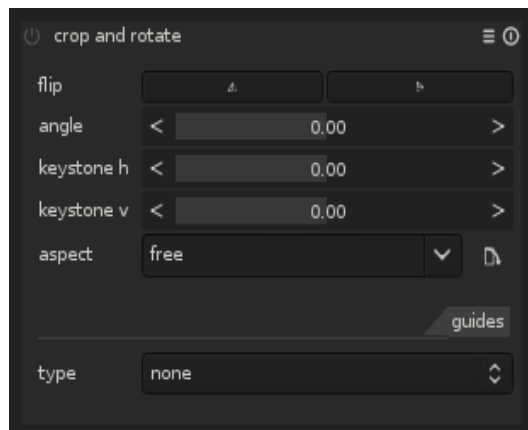 crop and rotate
flip
angle < 0.00 >
keystone h < 0.00 >
keystone v < 0.00 >
aspect free
guides
type none